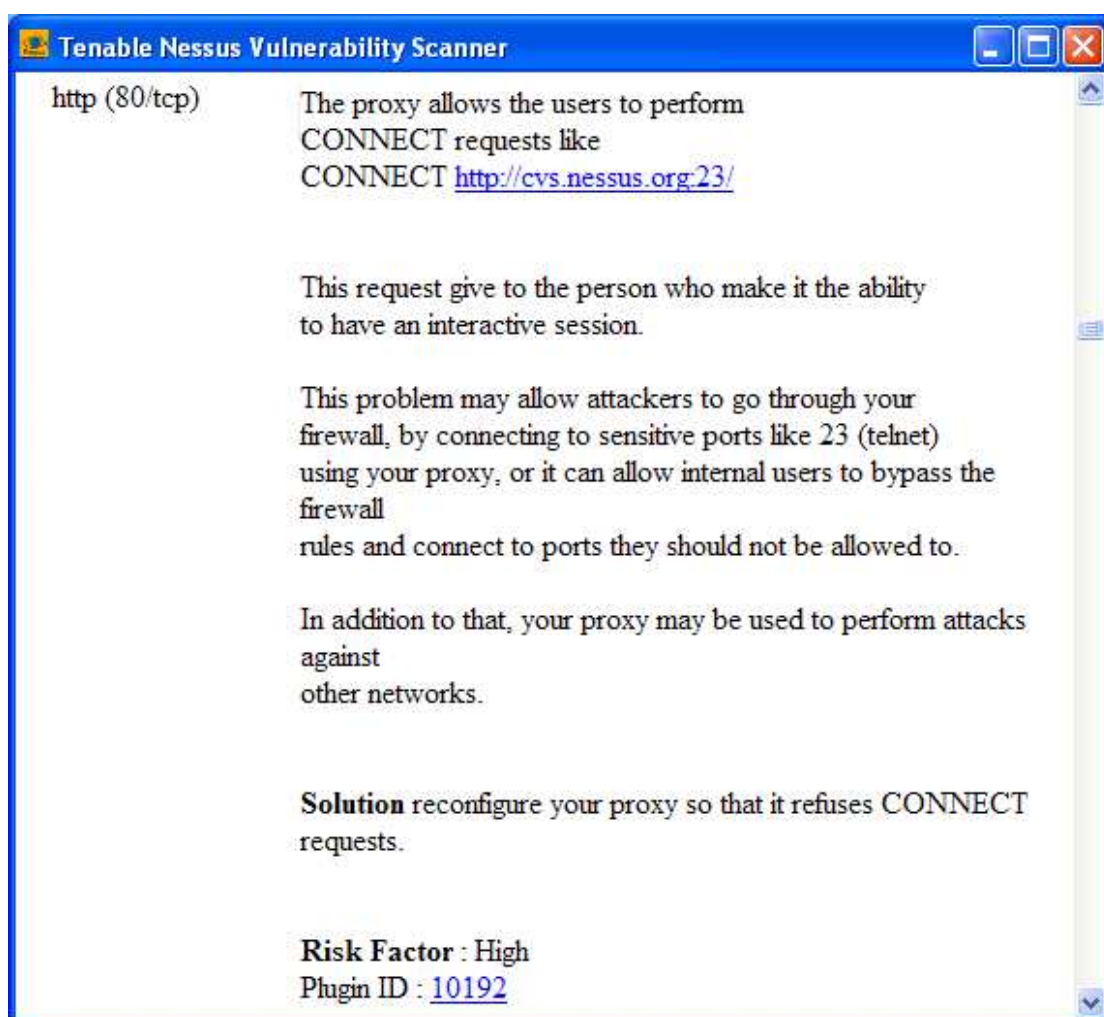 Tenable Nessus Vulnerability Scanner
http (80/tcp)
The proxy allows the users to perform
CONNECT requests like
CONNECT http://cvs.nessus.org:23/
This request give to the person who make it the ability
to have an interactive session.
This problem may allow attackers to go through your
firewall, by connecting to sensitive ports like 23 (telnet)
using your proxy, or it can allow internal users to bypass the
firewall
rules and connect to ports they should not be allowed to.
In addition to that, your proxy may be used to perform attacks
against
other networks.
Solution reconfigure your proxy so that it refuses CONNECT
requests.
Risk Factor : High
Plugin ID : 10192